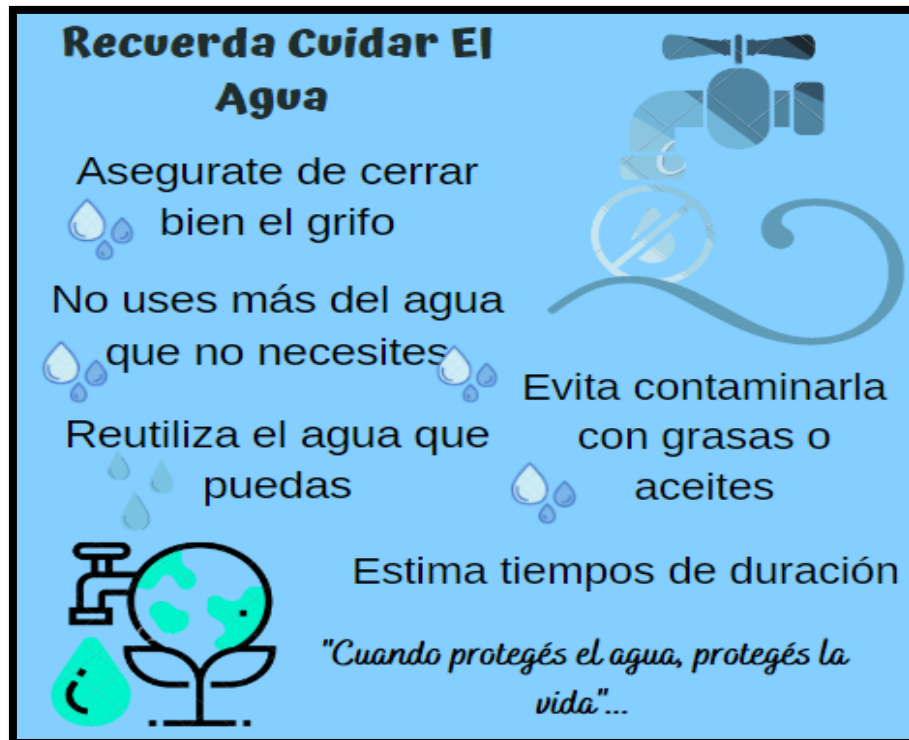 Recuerda Cuidar El
Agua
Asegurate de cerrar
bien el grifo
No uses más del agua
que no necesites
Reutiliza el agua que
puedas
Evita contaminarla
con grasas o
aceites
Estima tiempos de duración
"Cuando protegés el agua, protegés la
vida"...